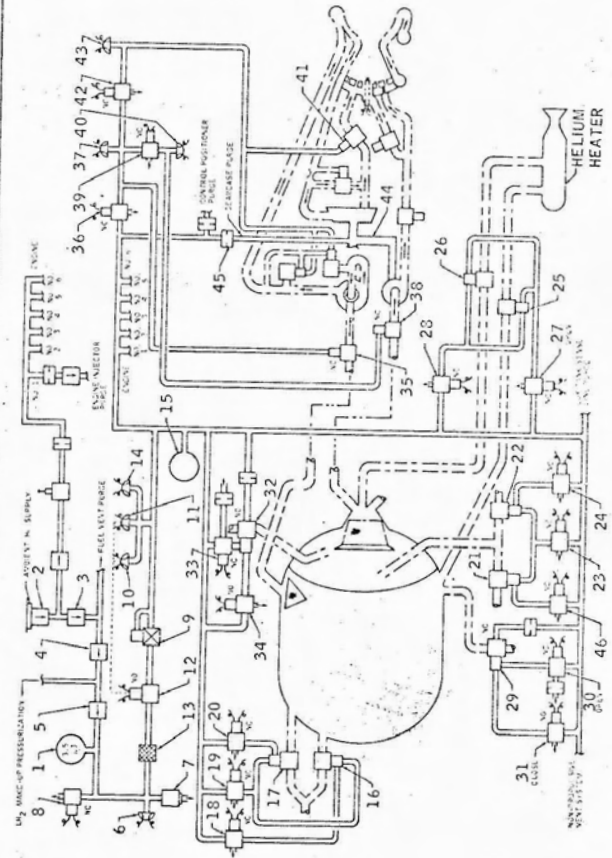 LH2 MAKE-UP PRESSURIZATION
AMBIENT He SUPPLY
FUEL VENT PURGE
ENGINE
ENGINE INJECTOR
PURGE
ENGINE
CONTROL POSITIONER
PURGE
GEARCASE PURGE
HELIUM
HEATER
NONPROPULSIVE
VENT SYSTEM
CLOSE
OPEN
NC
NO
1
2
3
4
5
6
7
8
9
10
11
12
13
14
15
16
17
18
19
20
21
22
23
24
25
26
27
28
29
30
31
32
33
34
35
36
37
38
39
40
41
42
43
44
45
46